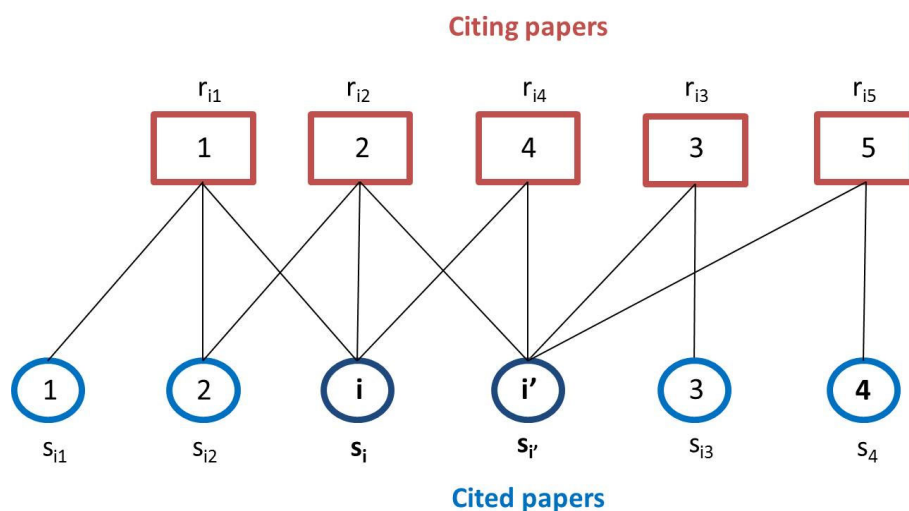 Citing papers
r_i1 r_i2 r_i4 r_i3 r_i5
1 2 4 3 5
1 2 i i' 3 4
s_i1 s_i2 s_i s_i' s_i3 s_4
Cited papers